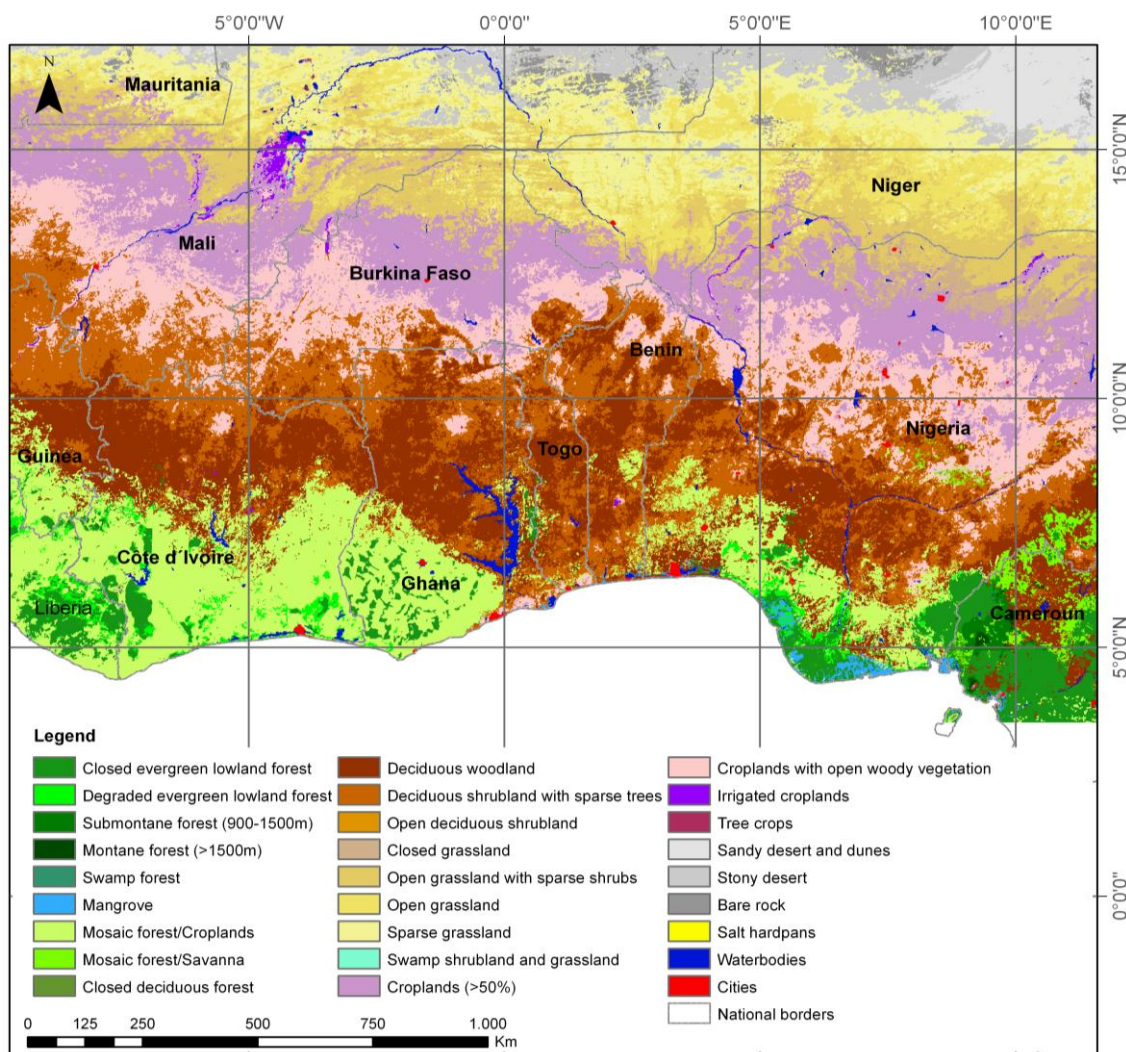 5°0'0"W 0°0'0" 5°0'0"E 10°0'0"E
N
Mauritania
15°0'0"N
Niger
Mali
Burkina Faso
Benin
10°0'0"N
Nigeria
Guinea
Togo
Côte d´Ivoire
Ghana
Liberia
Cameroun
5°0'0"N
Legend
Closed evergreen lowland forest
Degraded evergreen lowland forest
Submontane forest (900-1500m)
Montane forest (>1500m)
Swamp forest
Mangrove
Mosaic forest/Croplands
Mosaic forest/Savanna
Closed deciduous forest
Deciduous woodland
Deciduous shrubland with sparse trees
Open deciduous shrubland
Closed grassland
Open grassland with sparse shrubs
Open grassland
Sparse grassland
Swamp shrubland and grassland
Croplands (>50%)
Croplands with open woody vegetation
Irrigated croplands
Tree crops
Sandy desert and dunes
Stony desert
Bare rock
Salt hardpans
Waterbodies
Cities
National borders
0°0'0"
0 125 250 500 750 1.000
Km